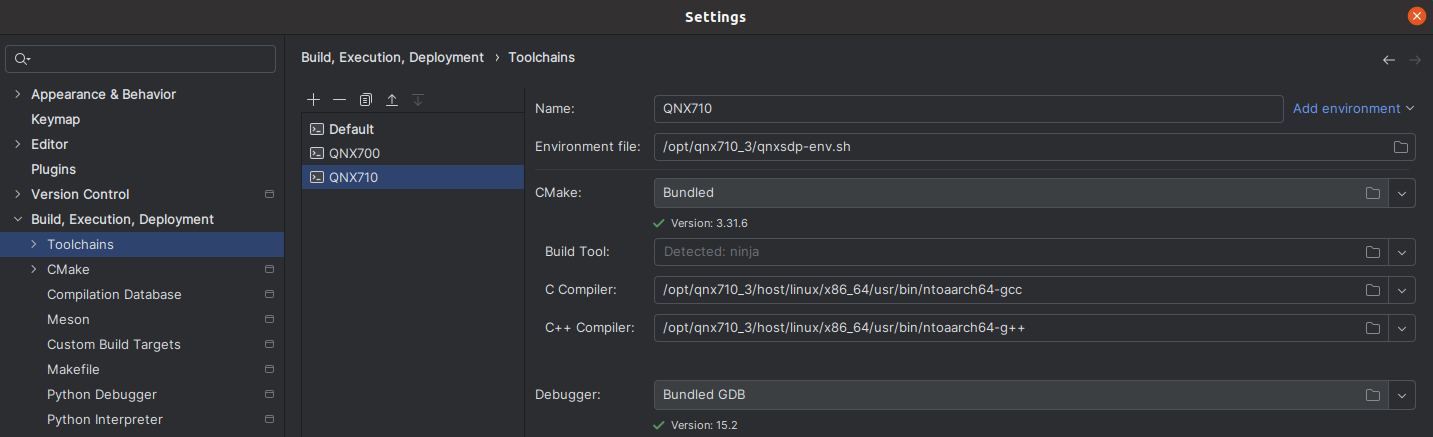 Settings
Build, Execution, Deployment › Toolchains
Appearance & Behavior
Keymap
Editor
Plugins
Version Control
Build, Execution, Deployment
Toolchains
CMake
Compilation Database
Meson
Custom Build Targets
Makefile
Python Debugger
Python Interpreter
Default
QNX700
QNX710
Name: QNX710 Add environment
Environment file: /opt/qnx710_3/qnxsdp-env.sh
CMake: Bundled
Version: 3.31.6
Build Tool: Detected: ninja
C Compiler: /opt/qnx710_3/host/linux/x86_64/usr/bin/ntoaarch64-gcc
C++ Compiler: /opt/qnx710_3/host/linux/x86_64/usr/bin/ntoaarch64-g++
Debugger: Bundled GDB
Version: 15.2